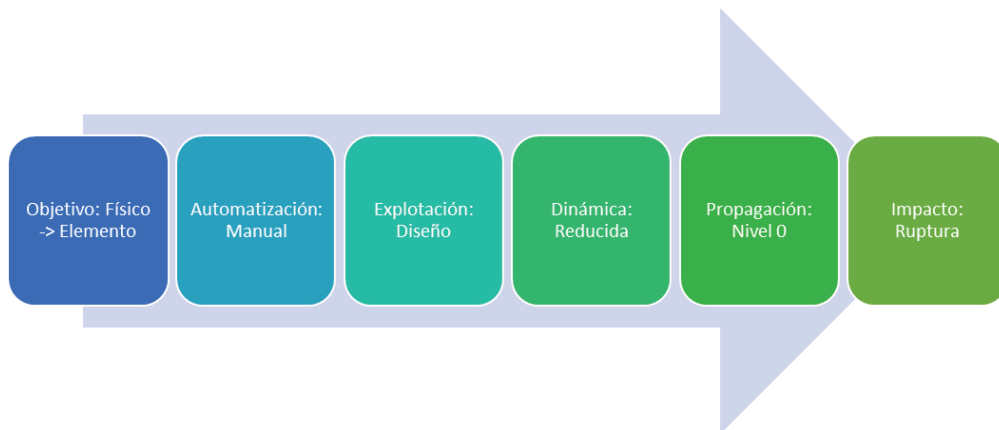 Objetivo: Físico
-> Elemento
Automatización:
Manual
Explotación:
Diseño
Dinámica:
Reducida
Propagación:
Nivel 0
Impacto:
Ruptura